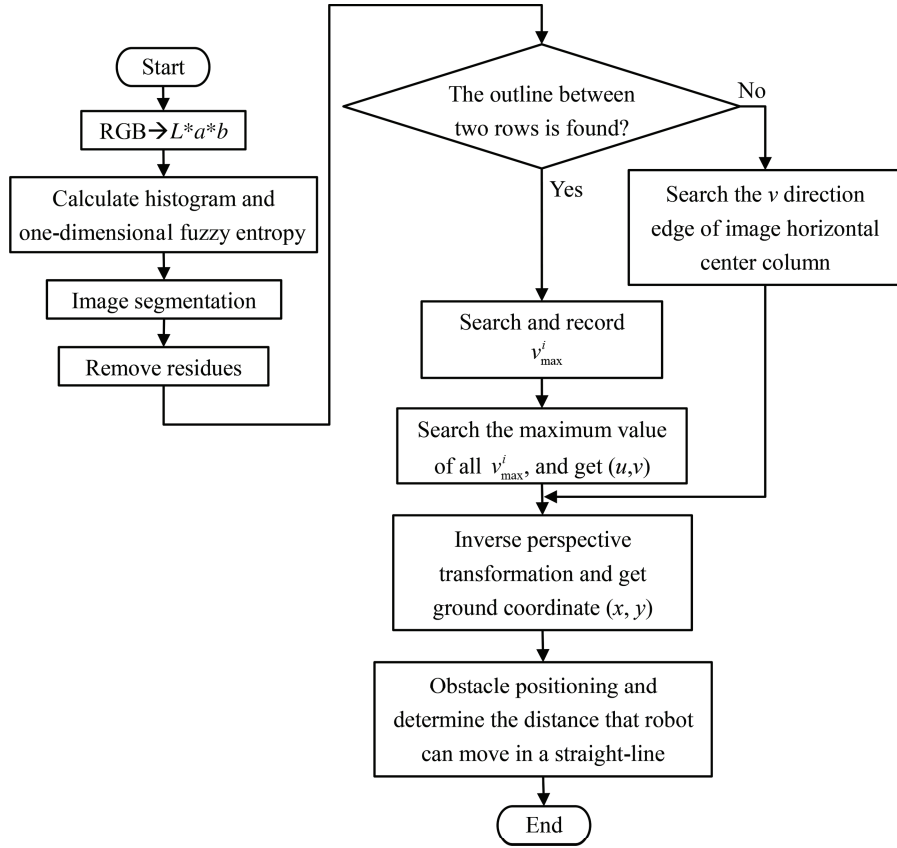 Start
RGB→L*a*b
Calculate histogram and
one-dimensional fuzzy entropy
Image segmentation
Remove residues
The outline between
two rows is found?
No
Yes
Search the v direction
edge of image horizontal
center column
Search and record
v^i_max
Search the maximum value
of all v^i_max, and get (u,v)
Inverse perspective
transformation and get
ground coordinate (x, y)
Obstacle positioning and
determine the distance that robot
can move in a straight-line
End